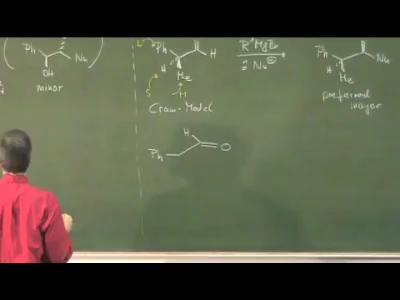 Ph
Nu
OH
minor
L
H
H
Me
S
M
Cram-Model
R*MgBr
Nu⊖
Ph
Nu
H
Me
preferred
major
H
Ph
O